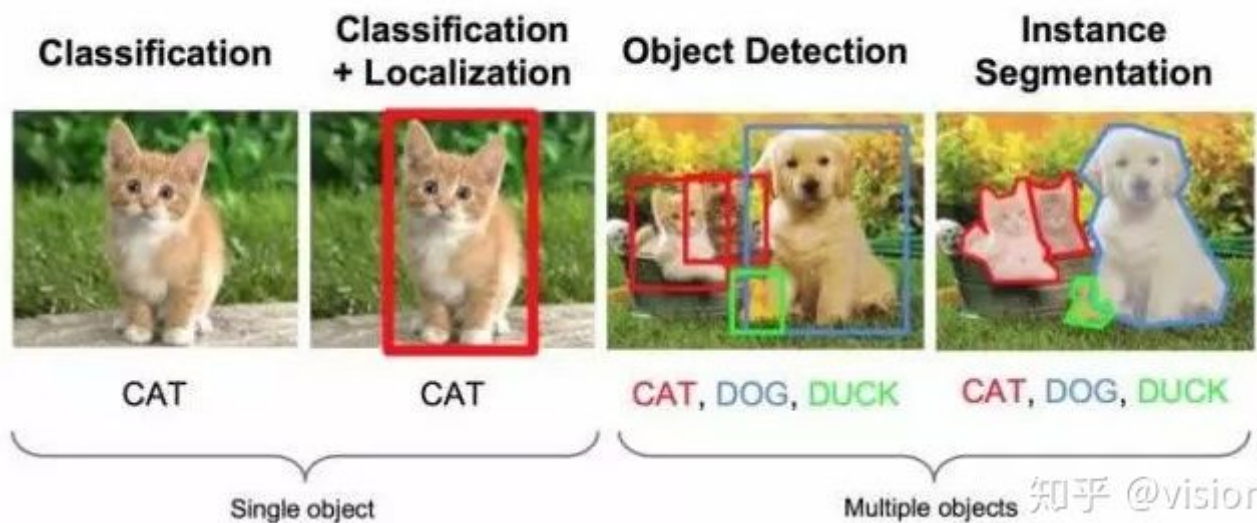 Classification
Classification
+ Localization
Object Detection
Instance
Segmentation
CAT
CAT
CAT, DOG, DUCK
CAT, DOG, DUCK
Single object
Multiple objects
知乎 @vision